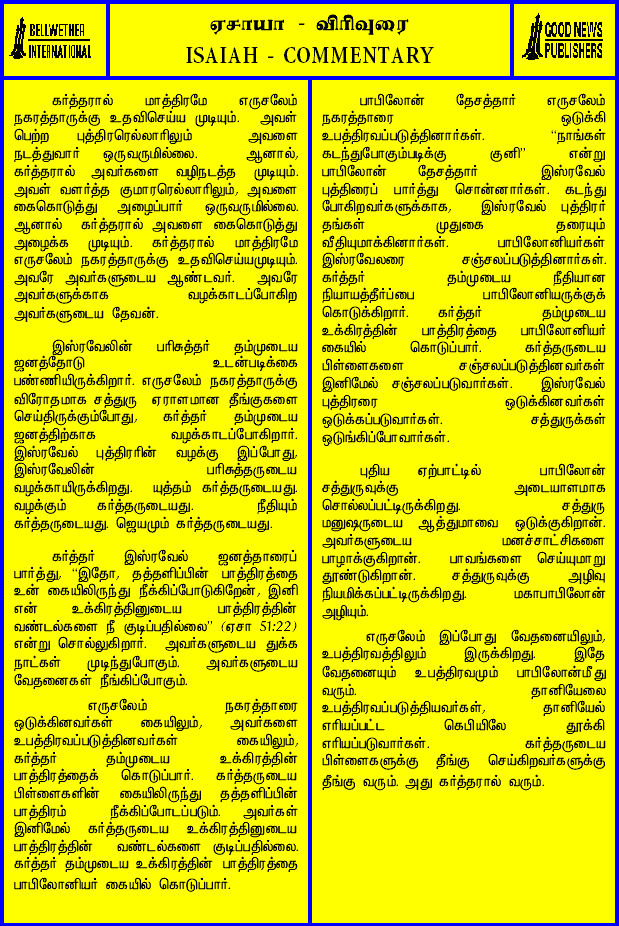 BELLWETHER
INTERNATIONAL
ஏசாயா - விரிவுரை
ISAIAH - COMMENTARY
GOOD NEWS
PUBLISHERS
கர்த்தரால் மாத்திரமே எருசலேம்
நகரத்தாருக்கு உதவிசெய்ய முடியும். அவள்
பெற்ற புத்திரரெல்லாரிலும் அவளை
நடத்துவார் ஒருவருமில்லை. ஆனால்,
கர்த்தரால் அவர்களை வழிநடத்த முடியும்.
அவள் வளர்த்த குமாரரெல்லாரிலும், அவளை
கைகொடுத்து அழைப்பார் ஒருவருமில்லை.
ஆனால் கர்த்தரால் அவளை கைகொடுத்து
அழைக்க முடியும். கர்த்தரால் மாத்திரமே
எருசலேம் நகரத்தாருக்கு உதவிசெய்யமுடியும்.
அவரே அவர்களுடைய ஆண்டவர். அவரே
அவர்களுக்காக வழக்காடப்போகிற
அவர்களுடைய தேவன்.
இஸ்ரவேலின் பரிசுத்தர் தம்முடைய
ஜனத்தோடு உடன்படிக்கை
பண்ணியிருக்கிறார். எருசலேம் நகரத்தாருக்கு
விரோதமாக சத்துரு ஏராளமான தீங்குகளை
செய்திருக்கும்போது, கர்த்தர் தம்முடைய
ஜனத்திற்காக வழக்காடப்போகிறார்.
இஸ்ரவேல் புத்திரரின் வழக்கு இப்போது,
இஸ்ரவேலின் பரிசுத்தருடைய
வழக்காயிருக்கிறது. யுத்தம் கர்த்தருடையது.
வழக்கும் கர்த்தருடையது. நீதியும்
கர்த்தருடையது. ஜெயமும் கர்த்தருடையது.
கர்த்தர் இஸ்ரவேல் ஜனத்தாரைப்
பார்த்து, “இதோ, தத்தளிப்பின் பாத்திரத்தை
உன் கையிலிருந்து நீக்கிப்போடுகிறேன், இனி
என் உக்கிரத்தினுடைய பாத்திரத்தின்
வண்டல்களை நீ குடிப்பதில்லை” (ஏசா 51:22)
என்று சொல்லுகிறார். அவர்களுடைய துக்க
நாட்கள் முடிந்துபோகும். அவர்களுடைய
வேதனைகள் நீங்கிப்போகும்.
எருசலேம் நகரத்தாரை
ஒடுக்கினவர்கள் கையிலும், அவர்களை
உபத்திரவப்படுத்தினவர்கள் கையிலும்,
கர்த்தர் தம்முடைய உக்கிரத்தின்
பாத்திரத்தைக் கொடுப்பார். கர்த்தருடைய
பிள்ளைகளின் கையிலிருந்து தத்தளிப்பின்
பாத்திரம் நீக்கிப்போடப்படும். அவர்கள்
இனிமேல் கர்த்தருடைய உக்கிரத்தினுடைய
பாத்திரத்தின் வண்டல்களை குடிப்பதில்லை.
கர்த்தர் தம்முடைய உக்கிரத்தின் பாத்திரத்தை
பாபிலோனியர் கையில் கொடுப்பார்.
பாபிலோன் தேசத்தார் எருசலேம்
நகரத்தாரை ஒடுக்கி
உபத்திரவப்படுத்தினார்கள். “நாங்கள்
கடந்துபோகும்படிக்கு குனி” என்று
பாபிலோன் தேசத்தார் இஸ்ரவேல்
புத்திரைப் பார்த்து சொன்னார்கள். கடந்து
போகிறவர்களுக்காக, இஸ்ரவேல் புத்திரர்
தங்கள் முதுகை தரையும்
வீதியுமாக்கினார்கள். பாபிலோனியர்கள்
இஸ்ரவேலரை சஞ்சலப்படுத்தினார்கள்.
கர்த்தர் தம்முடைய நீதியான
நியாயத்தீர்ப்பை பாபிலோனியருக்குக்
கொடுக்கிறார். கர்த்தர் தம்முடைய
உக்கிரத்தின் பாத்திரத்தை பாபிலோனியர்
கையில் கொடுப்பார். கர்த்தருடைய
பிள்ளைகளை சஞ்சலப்படுத்தினவர்கள்
இனிமேல் சஞ்சலப்படுவார்கள். இஸ்ரவேல்
புத்திரரை ஒடுக்கினவர்கள்
ஒடுக்கப்படுவார்கள். சத்துருக்கள்
ஒடுங்கிப்போவார்கள்.
புதிய ஏற்பாட்டில் பாபிலோன்
சத்துருவுக்கு அடையாளமாக
சொல்லப்பட்டிருக்கிறது. சத்துரு
மனுஷருடைய ஆத்துமாவை ஒடுக்குகிறான்.
அவர்களுடைய மனச்சாட்சிகளை
பாழாக்குகிறான். பாவங்களை செய்யுமாறு
தூண்டுகிறான். சத்துருவுக்கு அழிவு
நியமிக்கப்பட்டிருக்கிறது. மகாபாபிலோன்
அழியும்.
எருசலேம் இப்போது வேதனையிலும்,
உபத்திரவத்திலும் இருக்கிறது. இதே
வேதனையும் உபத்திரவமும் பாபிலோன்மீது
வரும். தானியேலை
உபத்திரவப்படுத்தியவர்கள், தானியேல்
எரியப்பட்ட கெபியிலே தூக்கி
எரியப்படுவார்கள். கர்த்தருடைய
பிள்ளைகளுக்கு தீங்கு செய்கிறவர்களுக்கு
தீங்கு வரும். அது கர்த்தரால் வரும்.